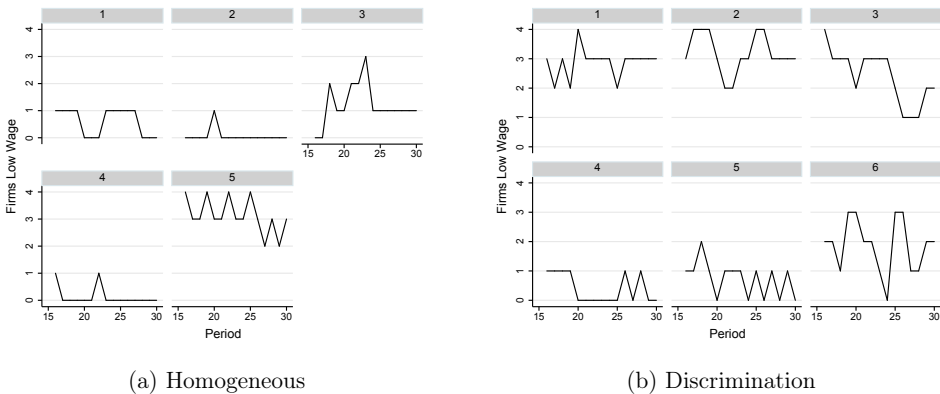 1 2 3
0 1 2 3 4
15 20 25 30
4 5
0 1 2 3 4
15 20 25 30 15 20 25 30
Firms Low Wage
Period
(a) Homogeneous
1 2 3
0 1 2 3 4
4 5 6
0 1 2 3 4
15 20 25 30 15 20 25 30 15 20 25 30
Firms Low Wage
Period
(b) Discrimination